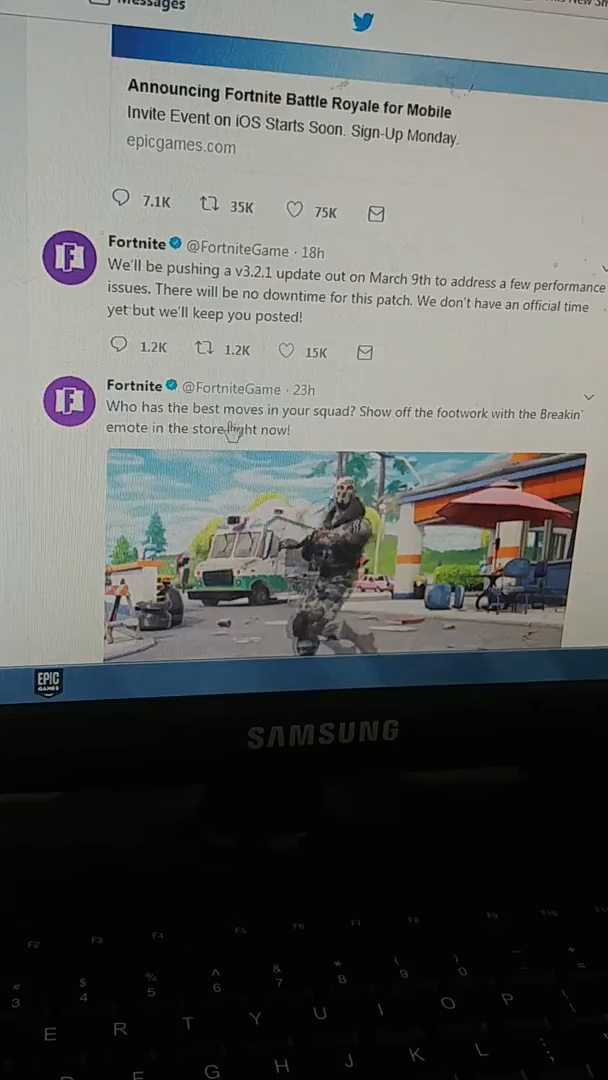 Messages
Announcing Fortnite Battle Royale for Mobile
Invite Event on iOS Starts Soon. Sign-Up Monday.
epicgames.com
7.1K 35K 75K
Fortnite @FortniteGame · 18h
We'll be pushing a v3.2.1 update out on March 9th to address a few performance
issues. There will be no downtime for this patch. We don't have an official time
yet but we'll keep you posted!
1.2K 1.2K 15K
Fortnite @FortniteGame · 23h
Who has the best moves in your squad? Show off the footwork with the Breakin'
emote in the store right now!
EPIC
GAMES
SAMSUNG
F2 F3 F4 F5 F6 F7 F8 F9 F10
# $ % ^ & * ( ) - +
3 4 5 6 7 8 9 0 =
E R T Y U I O P
G H J K L